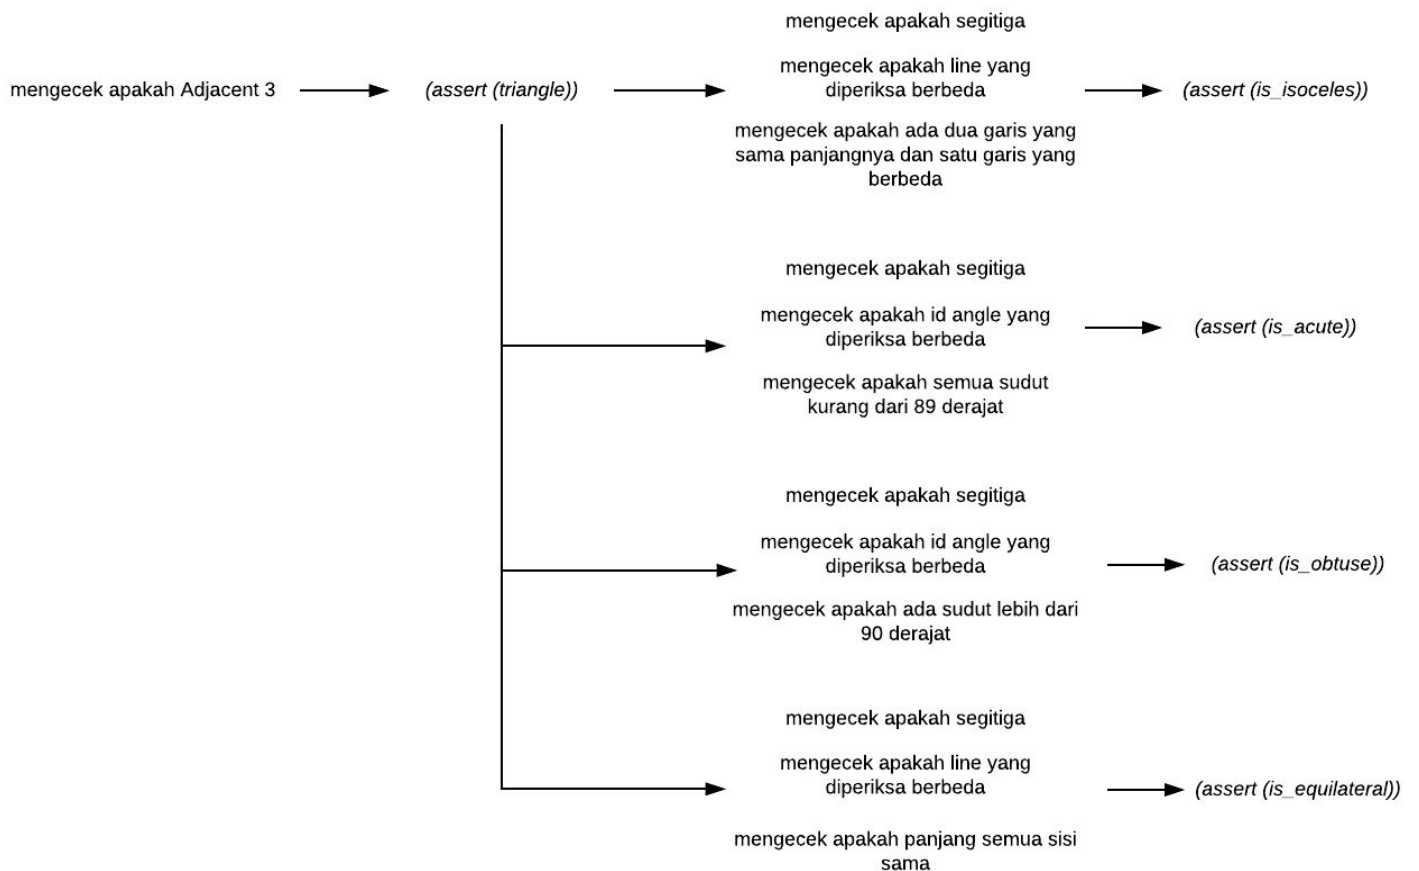 mengecek apakah Adjacent 3
(assert (triangle))
mengecek apakah segitiga
mengecek apakah line yang
diperiksa berbeda
mengecek apakah ada dua garis yang
sama panjangnya dan satu garis yang
berbeda
(assert (is_isoceles))
mengecek apakah segitiga
mengecek apakah id angle yang
diperiksa berbeda
mengecek apakah semua sudut
kurang dari 89 derajat
(assert (is_acute))
mengecek apakah segitiga
mengecek apakah id angle yang
diperiksa berbeda
mengecek apakah ada sudut lebih dari
90 derajat
(assert (is_obtuse))
mengecek apakah segitiga
mengecek apakah line yang
diperiksa berbeda
mengecek apakah panjang semua sisi
sama
(assert (is_equilateral))